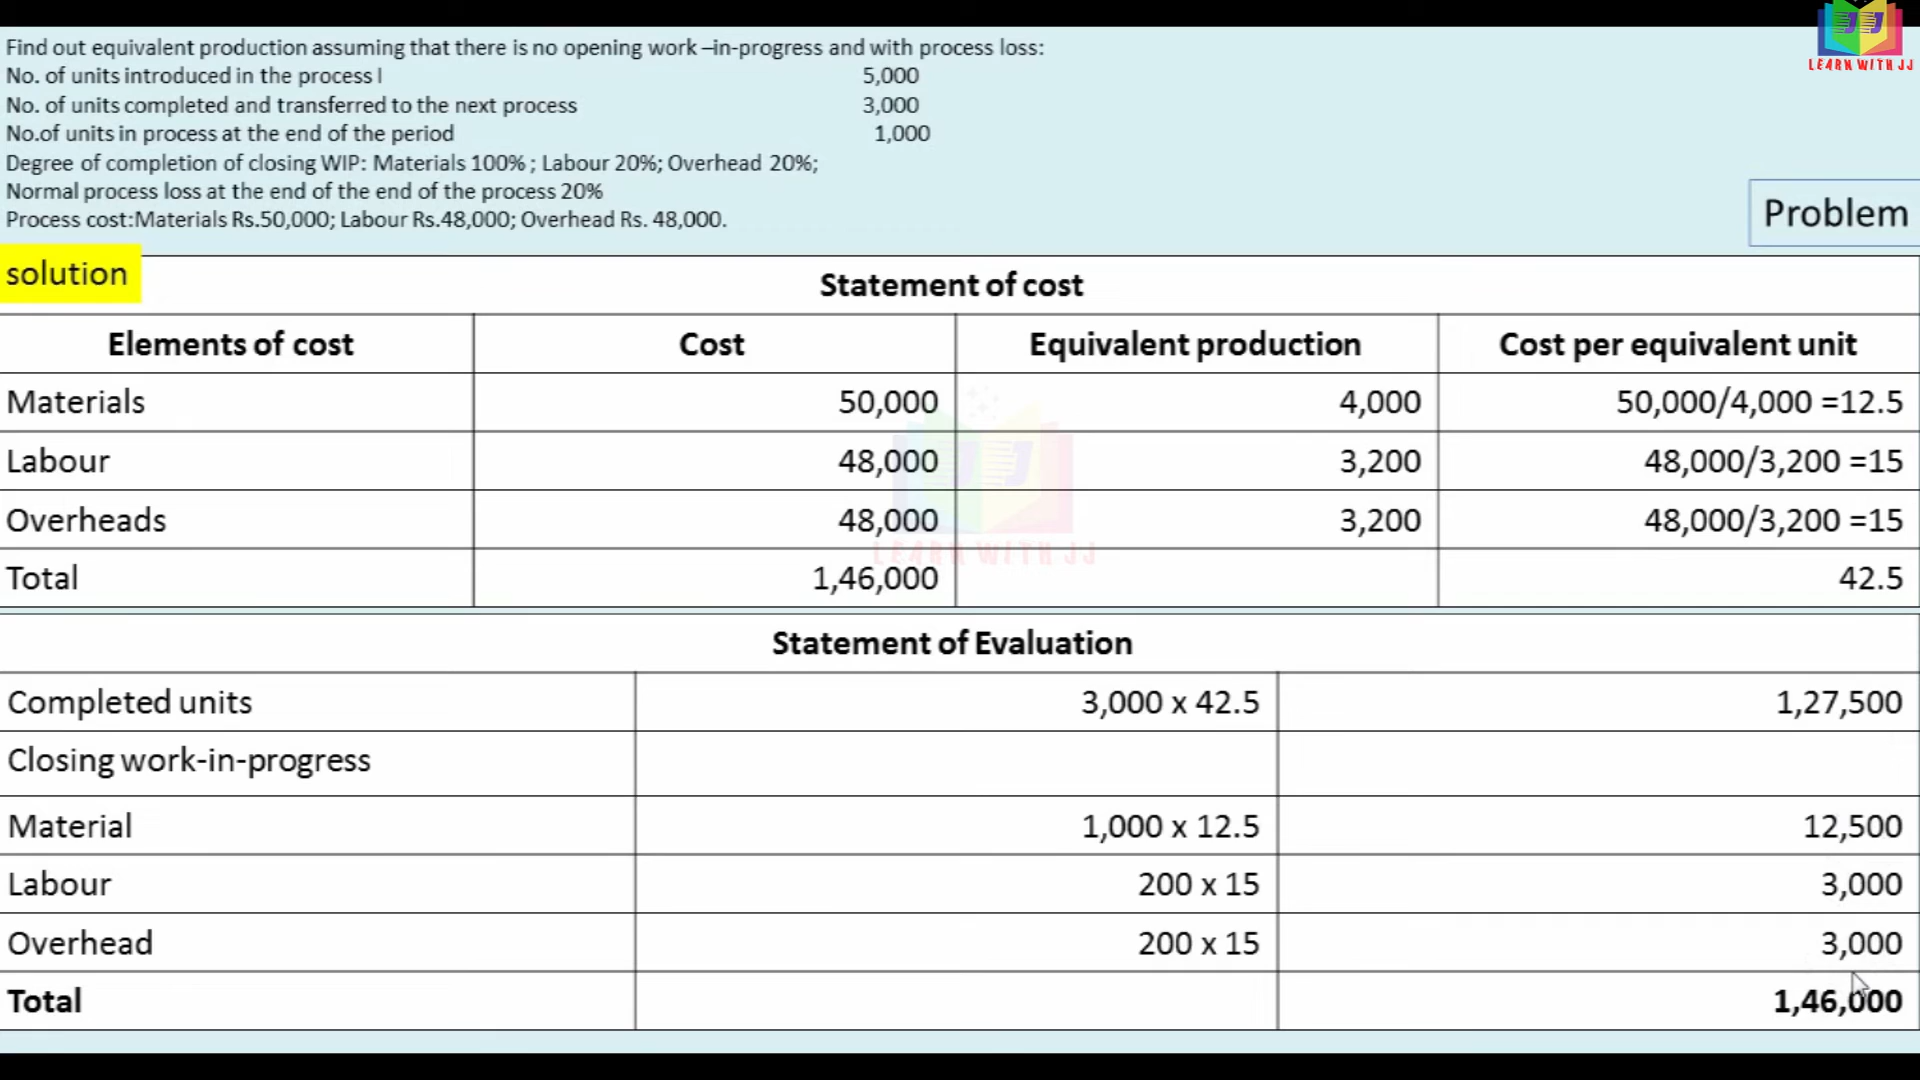 Find out equivalent production assuming that there is no opening work –in-progress and with process loss:
No. of units introduced in the process I 5,000
No. of units completed and transferred to the next process 3,000
No.of units in process at the end of the period 1,000
Degree of completion of closing WIP: Materials 100% ; Labour 20%; Overhead 20%;
Normal process loss at the end of the end of the process 20%
Process cost:Materials Rs.50,000; Labour Rs.48,000; Overhead Rs. 48,000.
JJ
LEARN WITH JJ
Problem
solution
Statement of cost
Elements of cost Cost Equivalent production Cost per equivalent unit
Materials 50,000 4,000 50,000/4,000 =12.5
Labour 48,000 3,200 48,000/3,200 =15
Overheads 48,000 3,200 48,000/3,200 =15
JJ
LEARN WITH JJ
Total 1,46,000 42.5
Statement of Evaluation
Completed units 3,000 x 42.5 1,27,500
Closing work-in-progress
Material 1,000 x 12.5 12,500
Labour 200 x 15 3,000
Overhead 200 x 15 3,000
Total 1,46,000